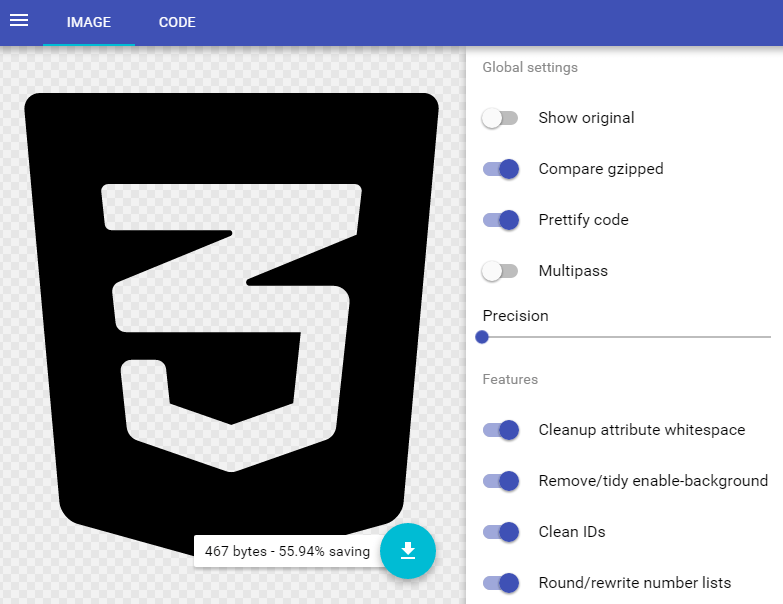 IMAGE CODE
Global settings
Show original
Compare gzipped
Prettify code
Multipass
Precision
Features
Cleanup attribute whitespace
Remove/tidy enable-background
Clean IDs
Round/rewrite number lists
467 bytes - 55.94% saving